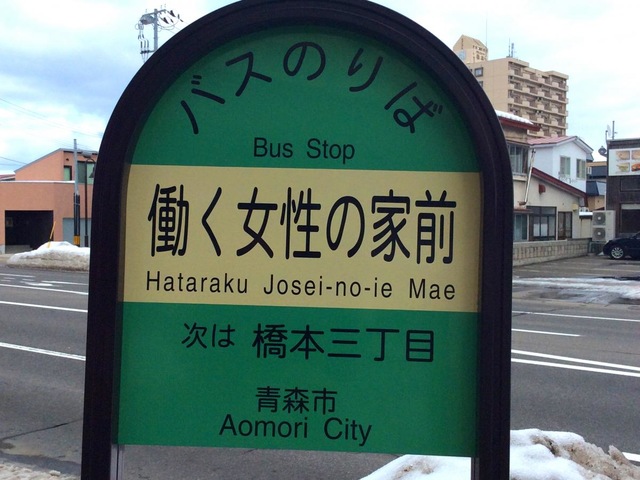 バスのりば
Bus Stop
働く女性の家前
Hataraku Josei-no-ie Mae
次は 橋本三丁目
青森市
Aomori City